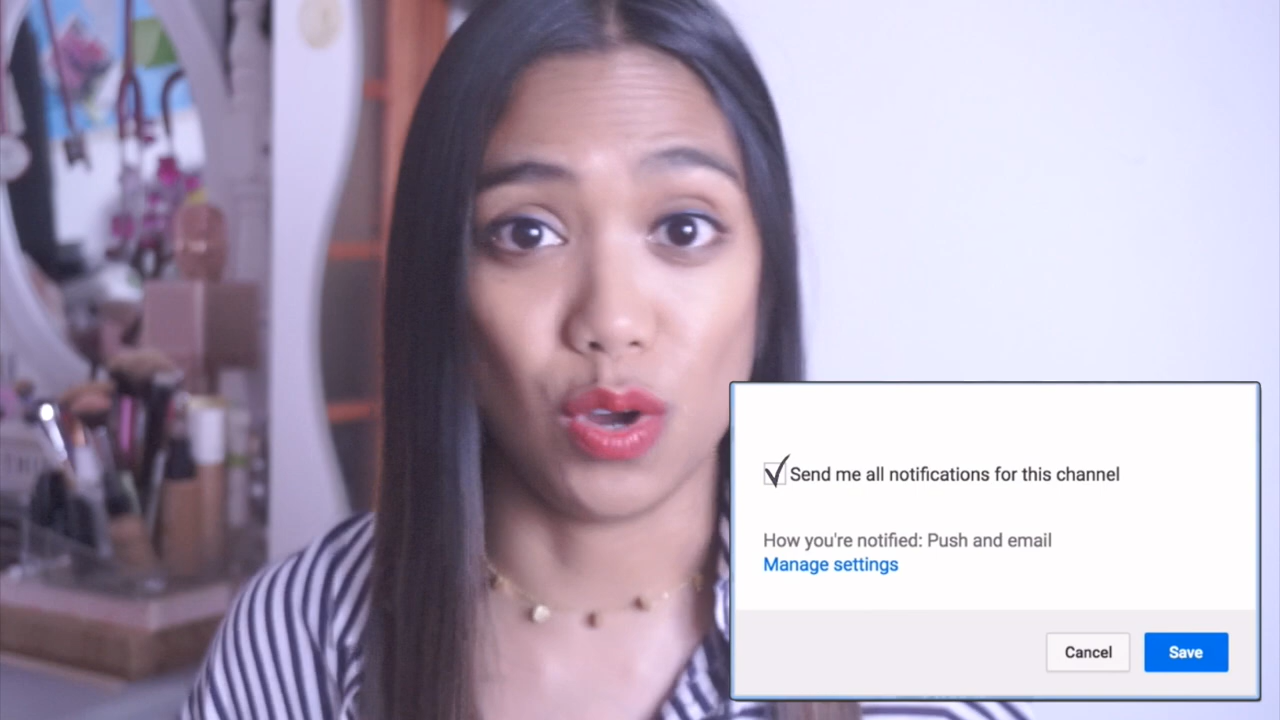 Send me all notifications for this channel
How you're notified: Push and email
Manage settings
Cancel
Save